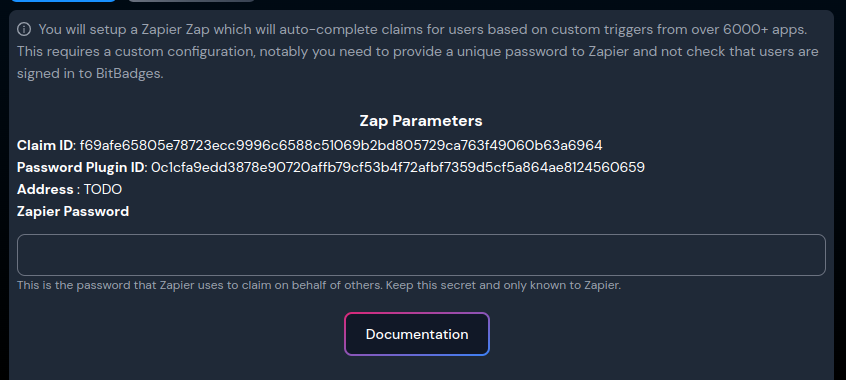 You will setup a Zapier Zap which will auto-complete claims for users based on custom triggers from over 6000+ apps.
This requires a custom configuration, notably you need to provide a unique password to Zapier and not check that users are
signed in to BitBadges.
Zap Parameters
Claim ID: f69afe65805e78723ecc9996c6588c51069b2bd805729ca763f49060b63a6964
Password Plugin ID: 0c1cfa9edd3878e90720affb79cf53b4f72afbf7359d5cf5a864ae8124560659
Address : TODO
Zapier Password
This is the password that Zapier uses to claim on behalf of others. Keep this secret and only known to Zapier.
Documentation